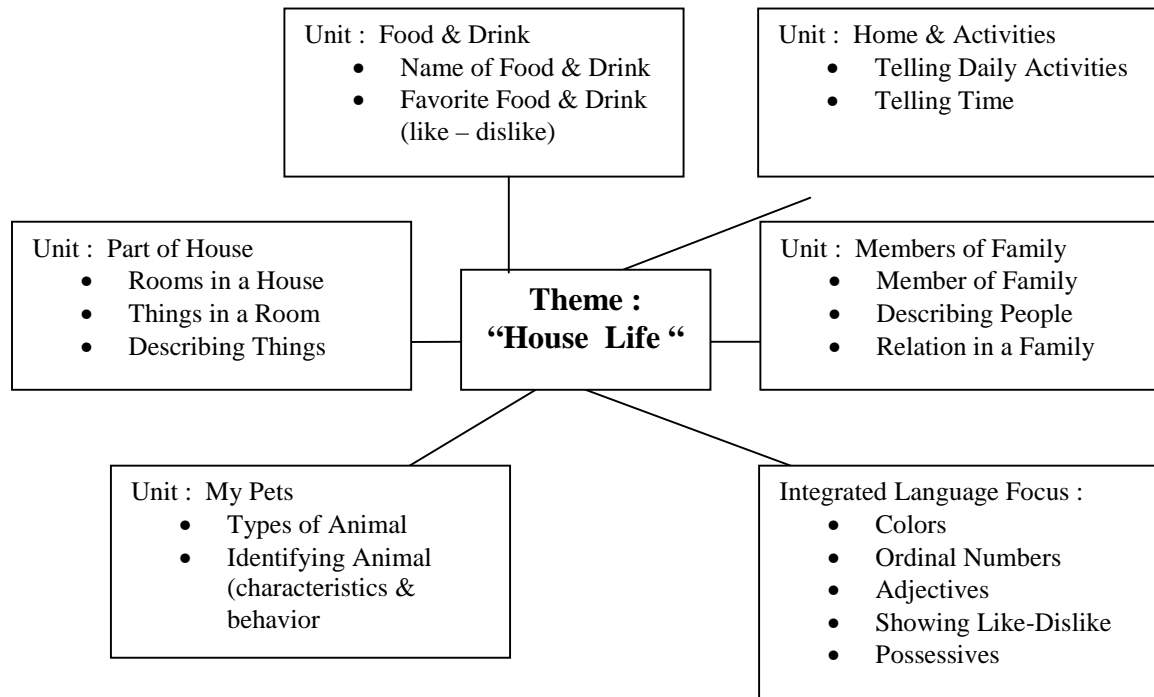 Unit :  Food & Drink
• Name of Food & Drink
• Favorite Food & Drink
(like – dislike)
Unit :  Home & Activities
• Telling Daily Activities
• Telling Time
Unit :  Part of House
• Rooms in a House
• Things in a Room
• Describing Things
Theme :
“House  Life “
Unit :  Members of Family
• Member of Family
• Describing People
• Relation in a Family
Unit :  My Pets
• Types of Animal
• Identifying Animal
(characteristics &
behavior
Integrated Language Focus :
• Colors
• Ordinal Numbers
• Adjectives
• Showing Like-Dislike
• Possessives